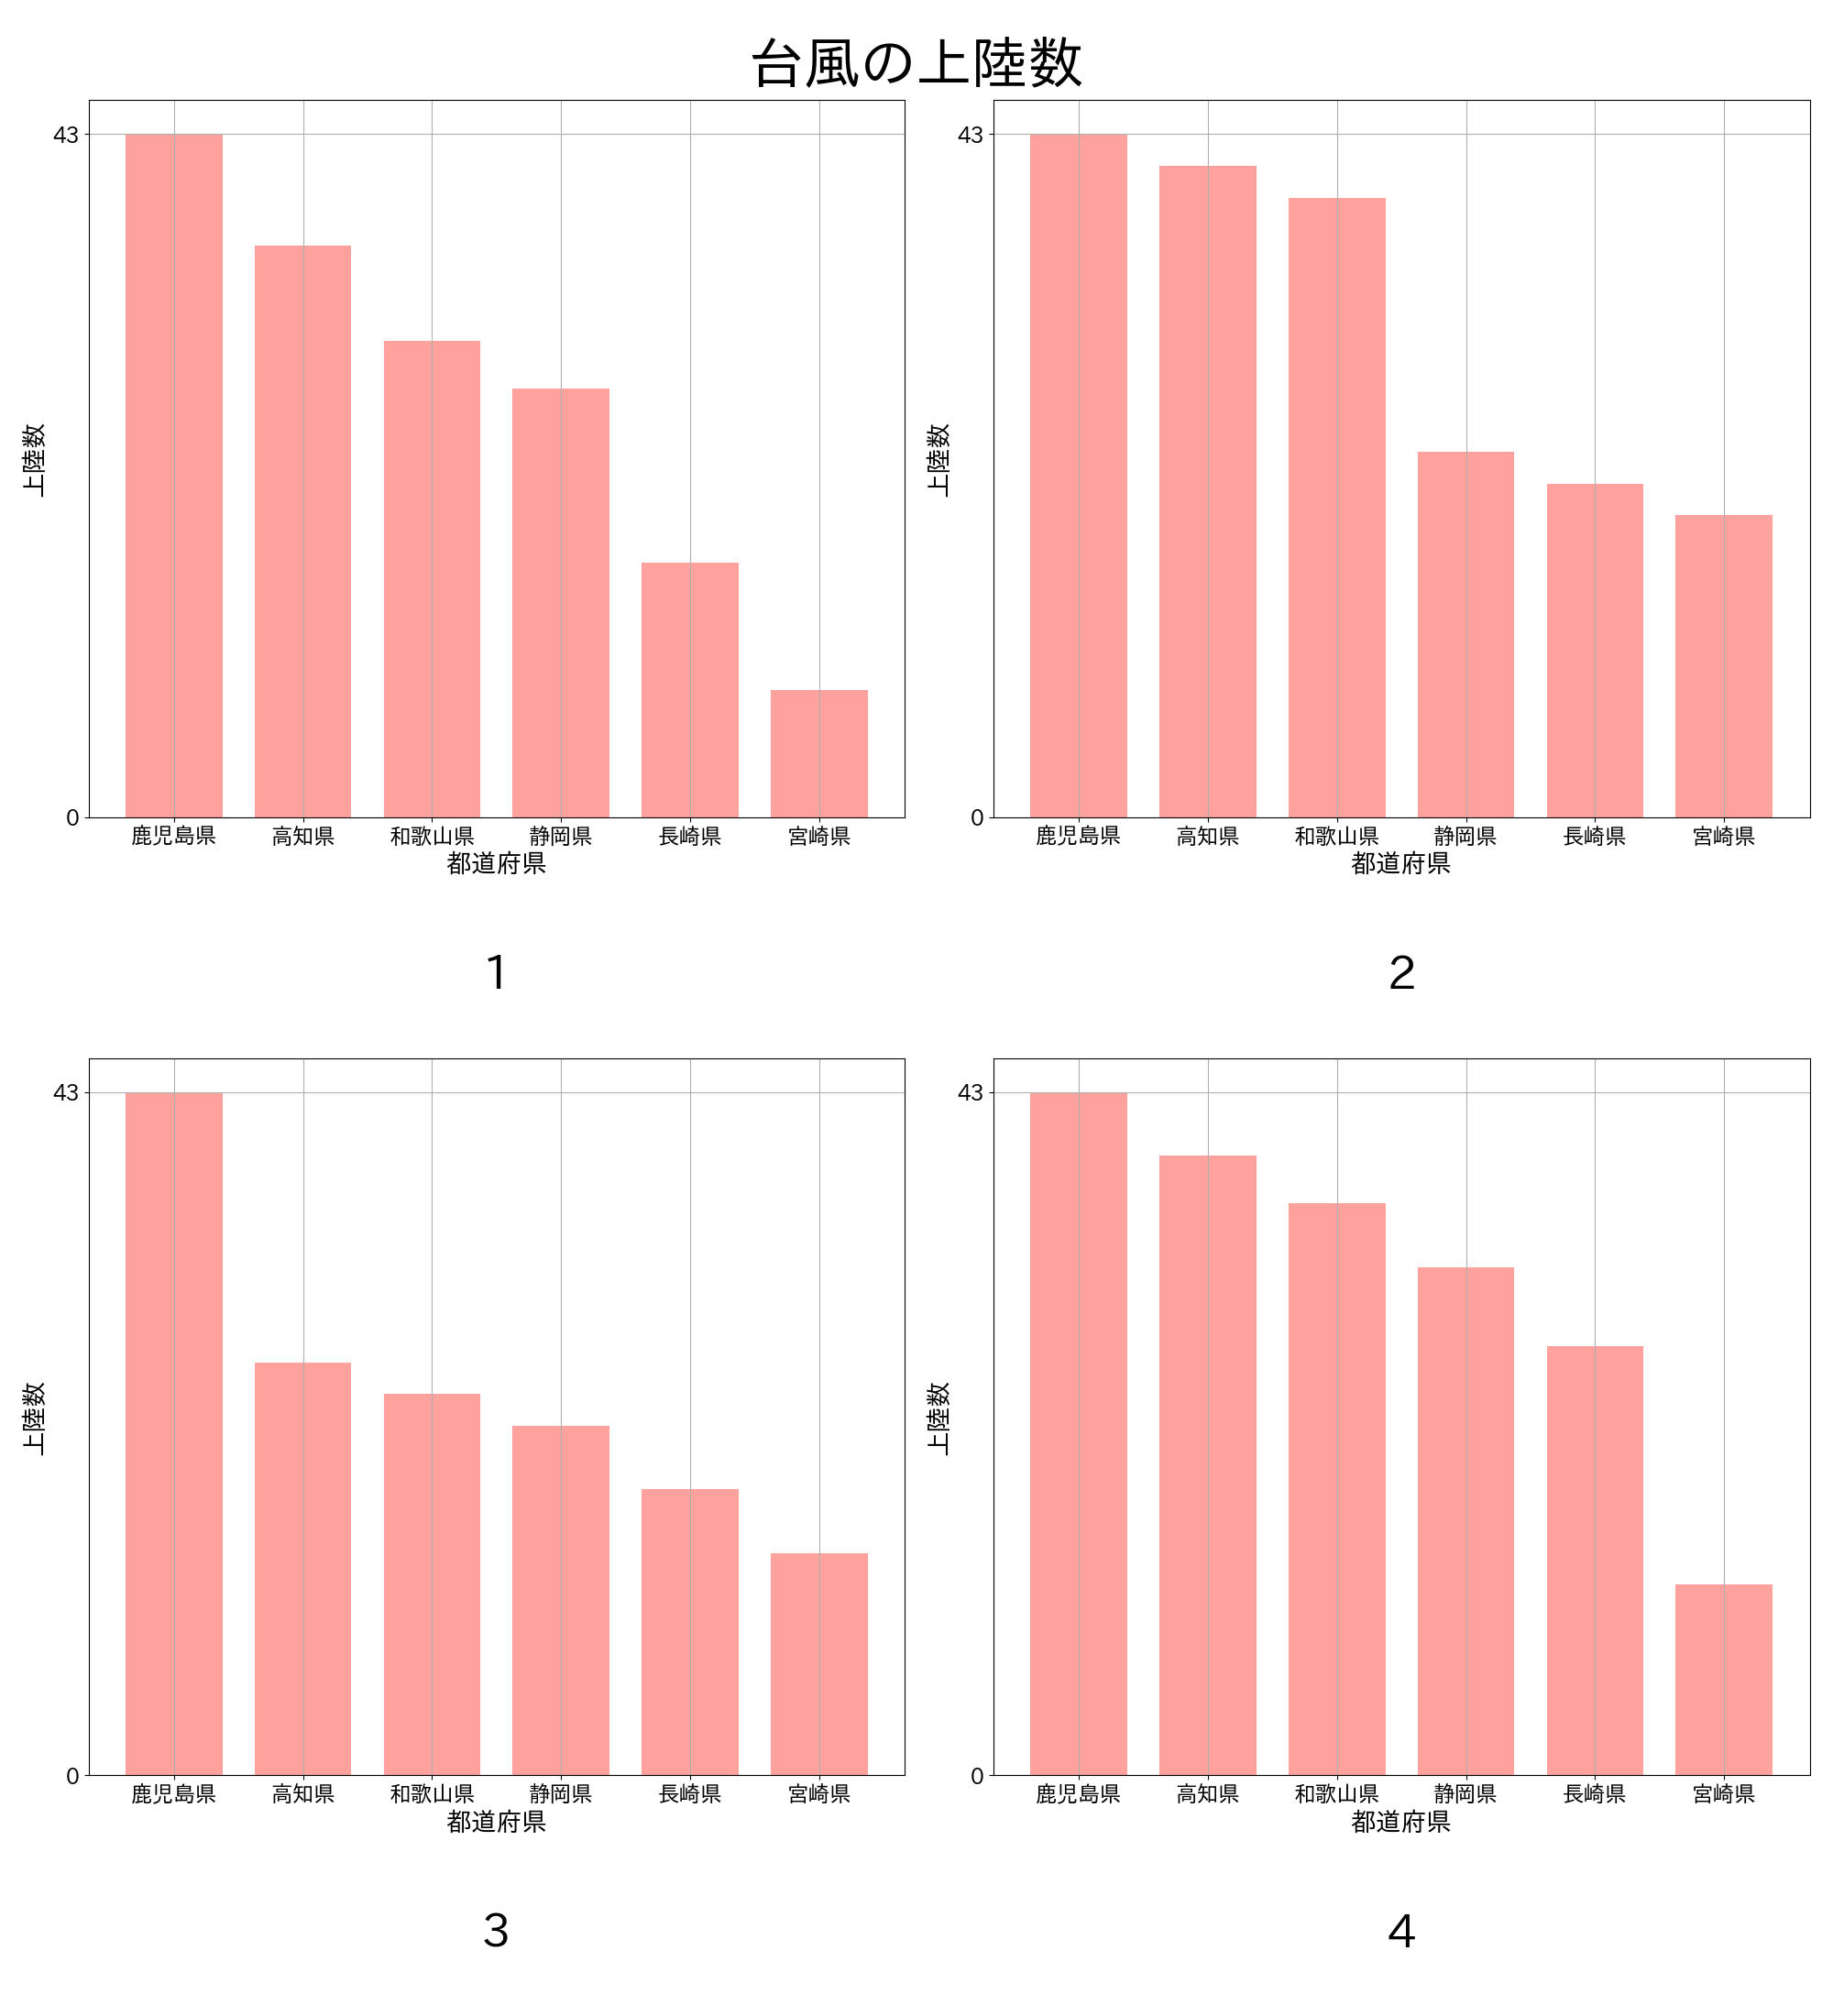 台風の上陸数
43
0
上陸数
鹿児島県 高知県 和歌山県 静岡県 長崎県 宮崎県
都道府県
1
43
0
上陸数
鹿児島県 高知県 和歌山県 静岡県 長崎県 宮崎県
都道府県
2
43
0
上陸数
鹿児島県 高知県 和歌山県 静岡県 長崎県 宮崎県
都道府県
3
43
0
上陸数
鹿児島県 高知県 和歌山県 静岡県 長崎県 宮崎県
都道府県
4